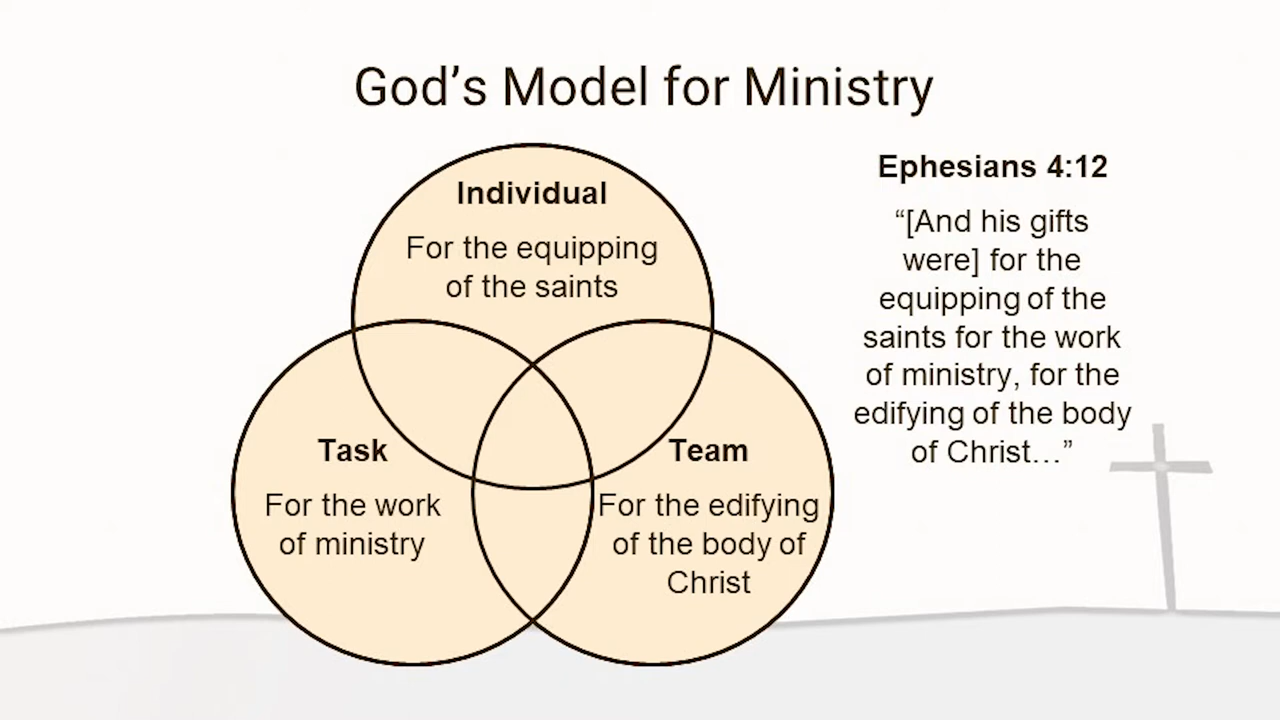 God’s Model for Ministry
Individual
For the equipping
of the saints
Task
For the work
of ministry
Team
For the edifying
of the body of
Christ
Ephesians 4:12
“[And his gifts
were] for the
equipping of the
saints for the work
of ministry, for the
edifying of the body
of Christ…”